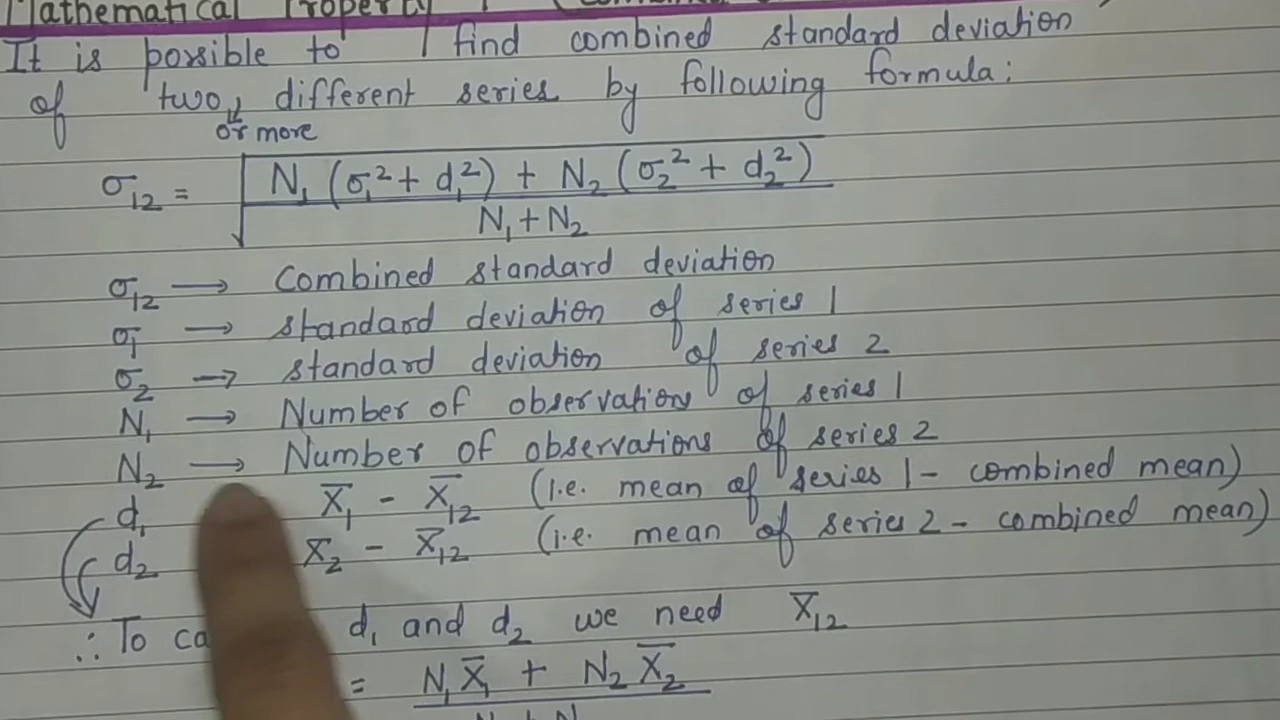 Mathematical Property
It is possible to find combined standard deviation
of two, different series by following formula:
or more
σ₁₂ = √ N₁ (σ₁² + d₁²) + N₂ (σ₂² + d₂²)
N₁ + N₂
σ₁₂ → Combined standard deviation
σ₁ → standard deviation of series 1
σ₂ → standard deviation of series 2
N₁ → Number of observations of series 1
N₂ → Number of observations of series 2
d₁ X̄₁ - X̄₁₂ (i.e. mean of series 1 - combined mean)
d₂ X̄₂ - X̄₁₂ (i.e. mean of series 2 - combined mean)
∴ To d₁ and d₂ we need X̄₁₂
= N₁X̄₁ + N₂X̄₂